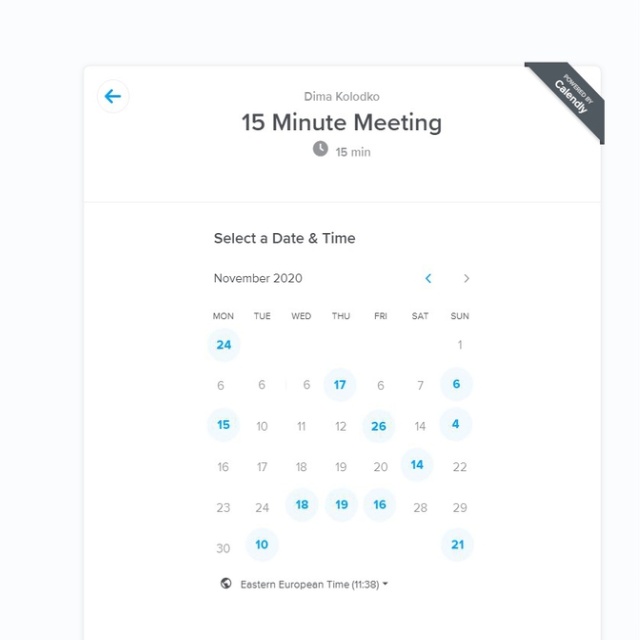 POWERED BY
Calendly
Dima Kolodko
15 Minute Meeting
15 min
Select a Date & Time
November 2020
MON TUE WED THU FRI SAT SUN
24 1
6 6 6 17 6 7 6
15 10 11 12 26 14 4
16 17 18 19 20 14 22
23 24 18 19 16 28 29
30 10 21
Eastern European Time (11:38)